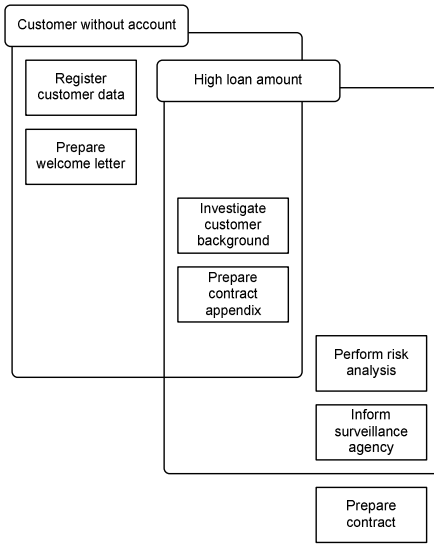 Customer without account
Register
customer data
High loan amount
Prepare
welcome letter
Investigate
customer
background
Prepare
contract
appendix
Perform risk
analysis
Inform
surveillance
agency
Prepare
contract